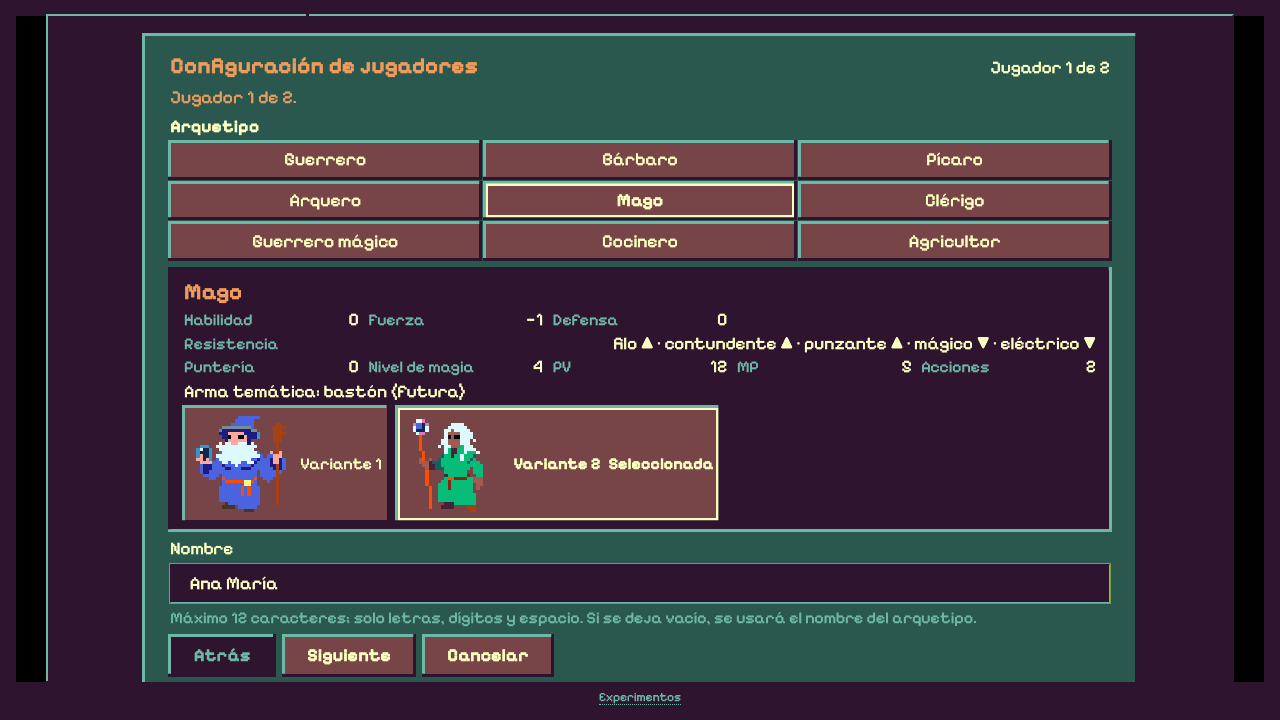 Configuración de jugadores
Jugador 1 de 2
Jugador 1 de 2.
Arquetipo
Guerrero Bárbaro Pícaro
Arquero Mago Clérigo
Guerrero mágico Cocinero Agricultor
Mago
Habilidad 0 Fuerza -1 Defensa 0
Resistencia filo ▲ · contundente ▲ · punzante ▲ · mágico ▼ · eléctrico ▼
Puntería 0 Nivel de magia 4 PV 12 MP 9 Acciones 2
Arma temática: bastón (futura)
Variante 1 Variante 2 Seleccionada
Nombre
Ana María
Máximo 12 caracteres: solo letras, dígitos y espacio. Si se deja vacío, se usará el nombre del arquetipo.
Atrás Siguiente Cancelar
Experimentos